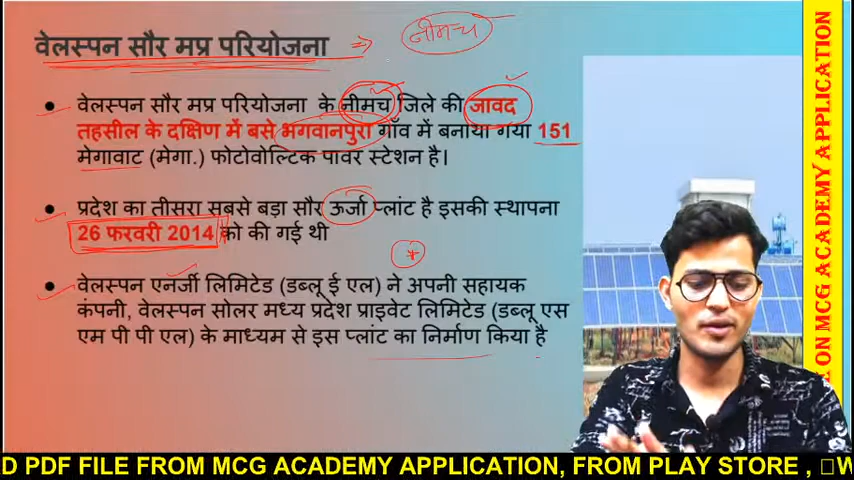 वेलस्पन सौर मप्र परियोजना
नीमच
वेलस्पन सौर मप्र परियोजना के नीमच जिले की जावद
तहसील के दक्षिण में बसे भगवानपुरा गाँव में बनाया गया 151
मेगावाट (मेगा.) फोटोवोल्टिक पावर स्टेशन है।
प्रदेश का तीसरा सबसे बड़ा सौर ऊर्जा प्लांट है इसकी स्थापना
26 फरवरी 2014 को की गई थी
वेलस्पन एनर्जी लिमिटेड (डब्लू ई एल) ने अपनी सहायक
कंपनी, वेलस्पन सोलर मध्य प्रदेश प्राइवेट लिमिटेड (डब्लू एस
एम पी पी एल) के माध्यम से इस प्लांट का निर्माण किया है
ON MCG ACADEMY APPLICATION
D PDF FILE FROM MCG ACADEMY APPLICATION, FROM PLAY STORE ,